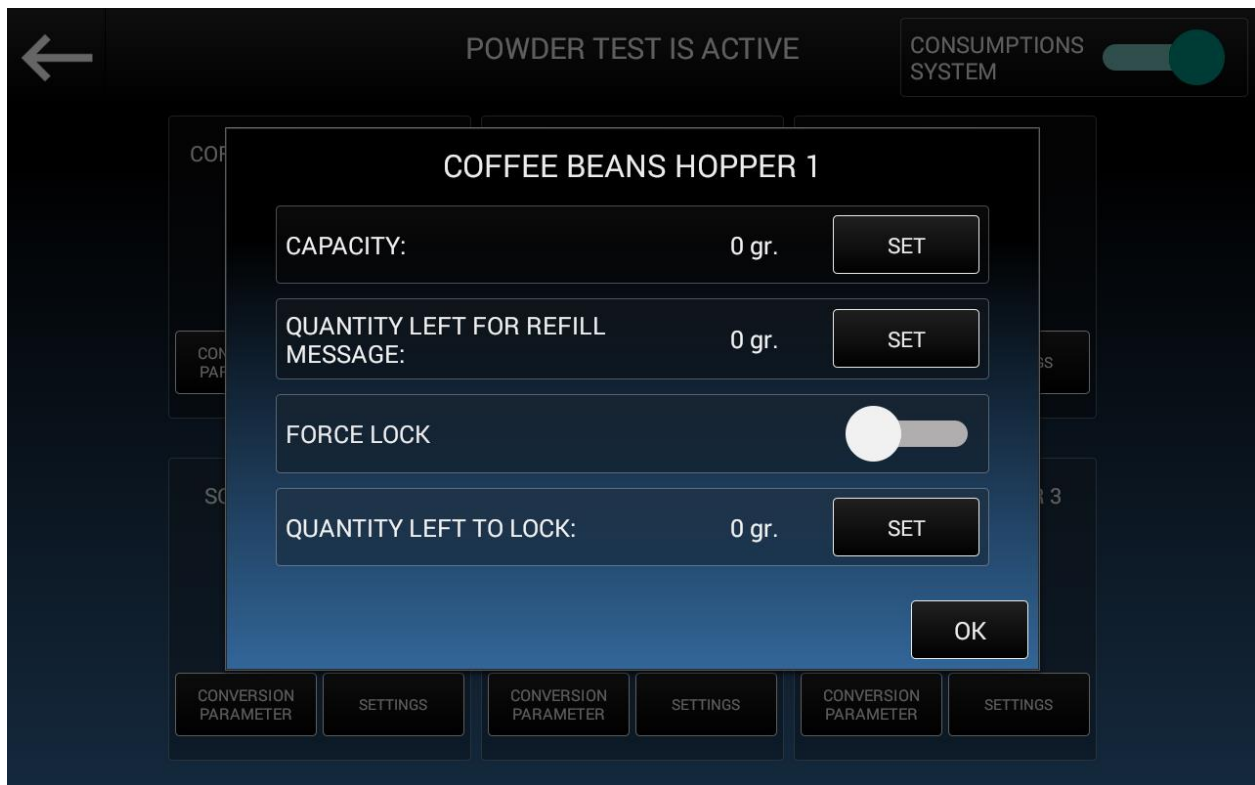 POWDER TEST IS ACTIVE
CONSUMPTIONS
SYSTEM
COFFEE BEANS HOPPER 1
CAPACITY:
0 gr.
SET
QUANTITY LEFT FOR REFILL
MESSAGE:
0 gr.
SET
FORCE LOCK
QUANTITY LEFT TO LOCK:
0 gr.
SET
OK
3
CONVERSION
PARAMETER
SETTINGS
CONVERSION
PARAMETER
SETTINGS
CONVERSION
PARAMETER
SETTINGS